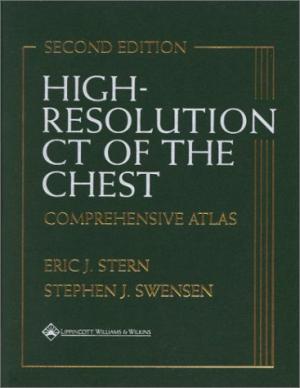 SECOND EDITION
HIGH-
RESOLUTION
CT OF THE
CHEST
COMPREHENSIVE ATLAS
ERIC J. STERN
STEPHEN J. SWENSEN
LIPPINCOTT WILLIAMS & WILKINS